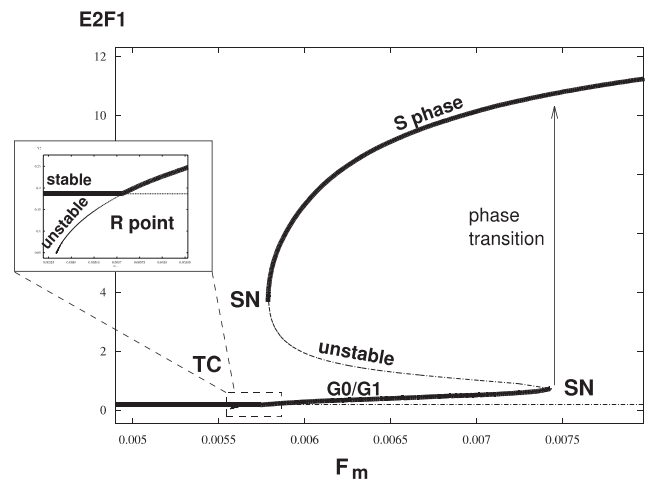 E2F1
12
10
S phase
stable
unstable
R point
phase
transition
4
SN
unstable
2
TC
G0/G1
SN
0
0.005
0.0055
0.006
0.0065
0.007
0.0075
Fm